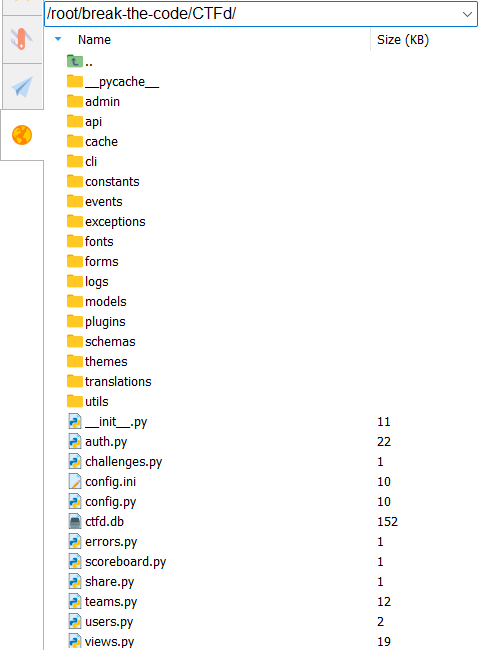 /root/break-the-code/CTFd/
Name Size (KB)
..
__pycache__
admin
api
cache
cli
constants
events
exceptions
fonts
forms
logs
models
plugins
schemas
themes
translations
utils
__init__.py 11
auth.py 22
challenges.py 1
config.ini 10
config.py 10
ctfd.db 152
errors.py 1
scoreboard.py 1
share.py 1
teams.py 12
users.py 2
views.py 19